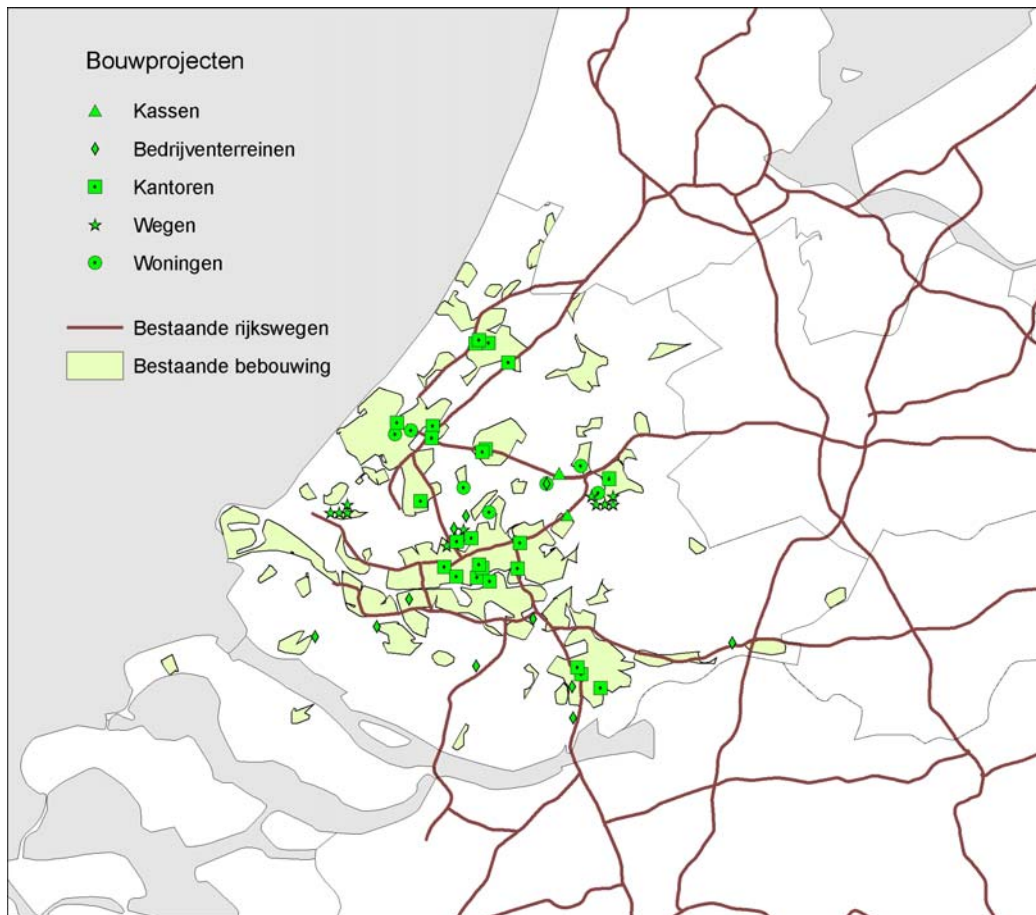 Bouwprojecten
Kassen
Bedrijventerreinen
Kantoren
Wegen
Woningen
Bestaande rijkswegen
Bestaande bebouwing